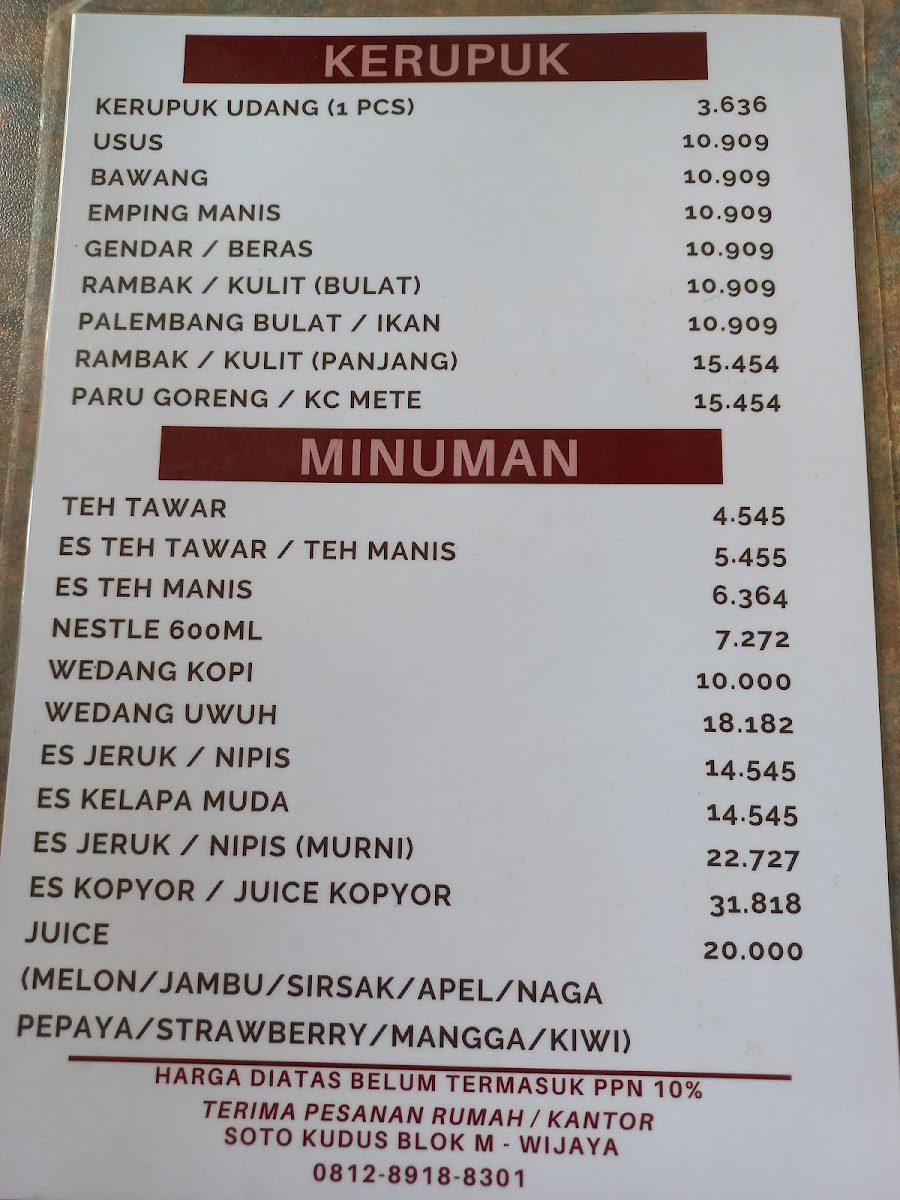 KERUPUK
KERUPUK UDANG (1 PCS) 3.636
USUS 10.909
BAWANG 10.909
EMPING MANIS 10.909
GENDAR / BERAS 10.909
RAMBAK / KULIT (BULAT) 10.909
PALEMBANG BULAT / IKAN 10.909
RAMBAK / KULIT (PANJANG) 15.454
PARU GORENG / KC METE 15.454
MINUMAN
TEH TAWAR 4.545
ES TEH TAWAR / TEH MANIS 5.455
ES TEH MANIS 6.364
NESTLE 600ML 7.272
WEDANG KOPI 10.000
WEDANG UWUH 18.182
ES JERUK / NIPIS 14.545
ES KELAPA MUDA 14.545
ES JERUK / NIPIS (MURNI) 22.727
ES KOPYOR / JUICE KOPYOR 31.818
JUICE 20.000
(MELON/JAMBU/SIRSAK/APEL/NAGA
PEPAYA/STRAWBERRY/MANGGA/KIWI)
HARGA DIATAS BELUM TERMASUK PPN 10%
TERIMA PESANAN RUMAH / KANTOR
SOTO KUDUS BLOK M - WIJAYA
0812-8918-8301